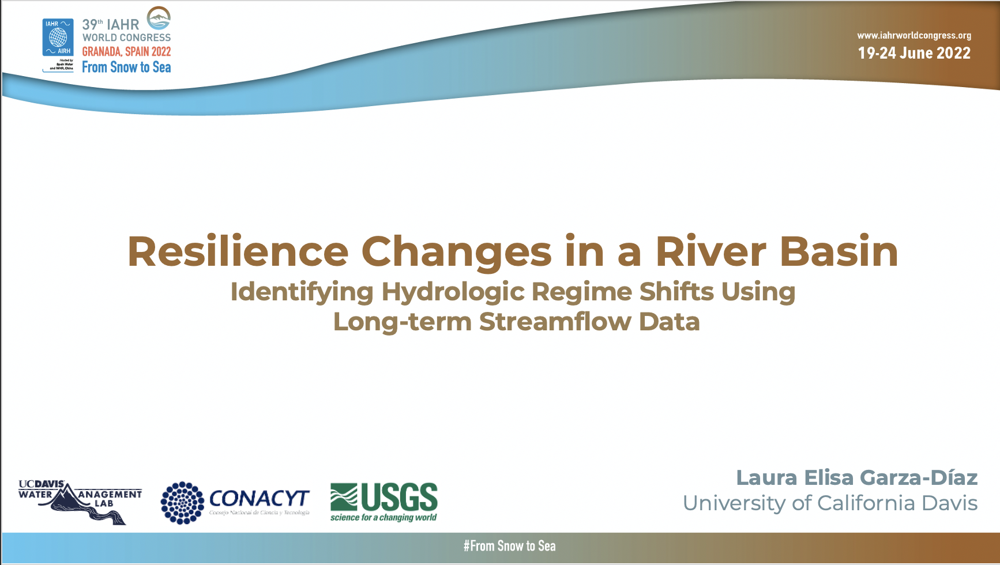 IAHR
AIRH
Hosted by
Spain Water
and IWHR, China
39th IAHR
WORLD CONGRESS
GRANADA, SPAIN 2022
From Snow to Sea
www.iahrworldcongress.org
19-24 June 2022
Resilience Changes in a River Basin
Identifying Hydrologic Regime Shifts Using
Long-term Streamflow Data
UCDAVIS
WATER MANAGEMENT
LAB
CONACYT
Consejo Nacional de Ciencia y Tecnología
USGS
science for a changing world
Laura Elisa Garza-Díaz
University of California Davis
#From Snow to Sea